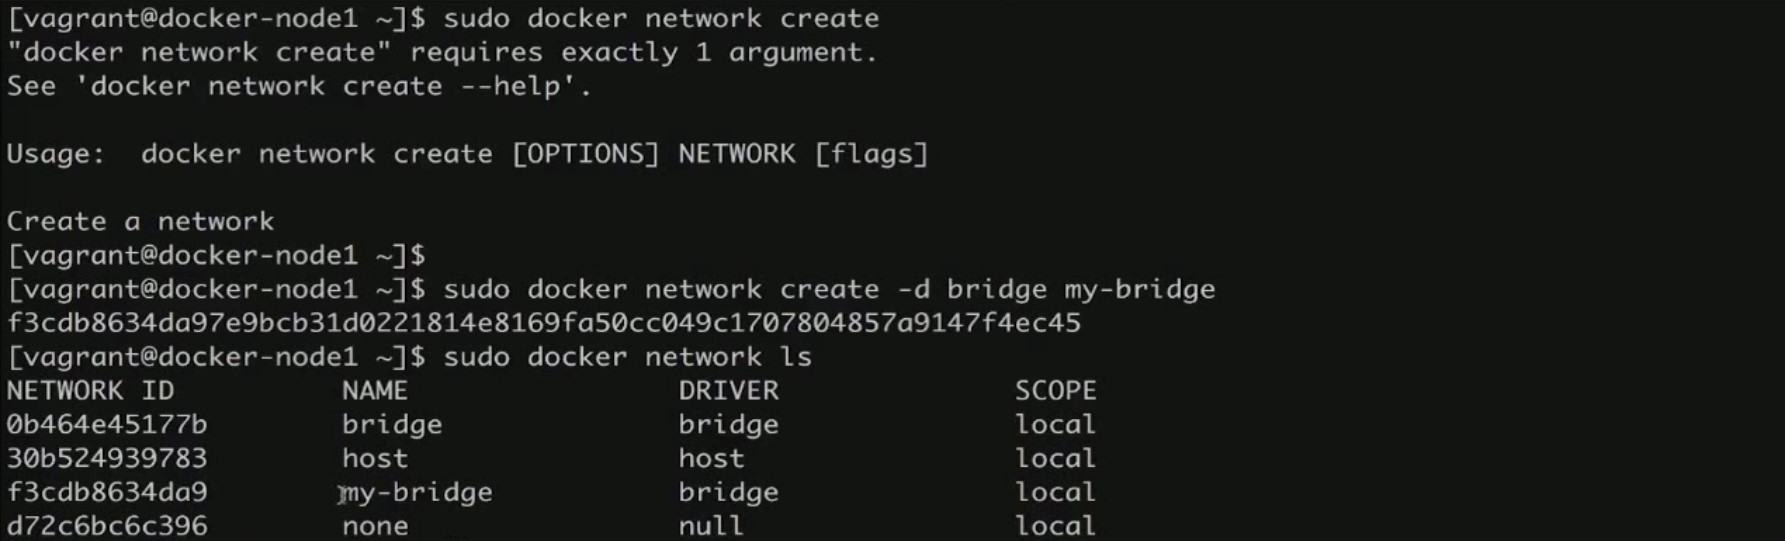 [vagrant@docker-node1 ~]$ sudo docker network create
"docker network create" requires exactly 1 argument.
See 'docker network create --help'.
Usage:  docker network create [OPTIONS] NETWORK [flags]
Create a network
[vagrant@docker-node1 ~]$
[vagrant@docker-node1 ~]$ sudo docker network create -d bridge my-bridge
f3cdb8634da97e9bcb31d0221814e8169fa50cc049c1707804857a9147f4ec45
[vagrant@docker-node1 ~]$ sudo docker network ls
NETWORK ID          NAME                DRIVER              SCOPE
0b464e45177b        bridge              bridge              local
30b524939783        host                host                local
f3cdb8634da9        my-bridge           bridge              local
d72c6bc6c396        none                null                local